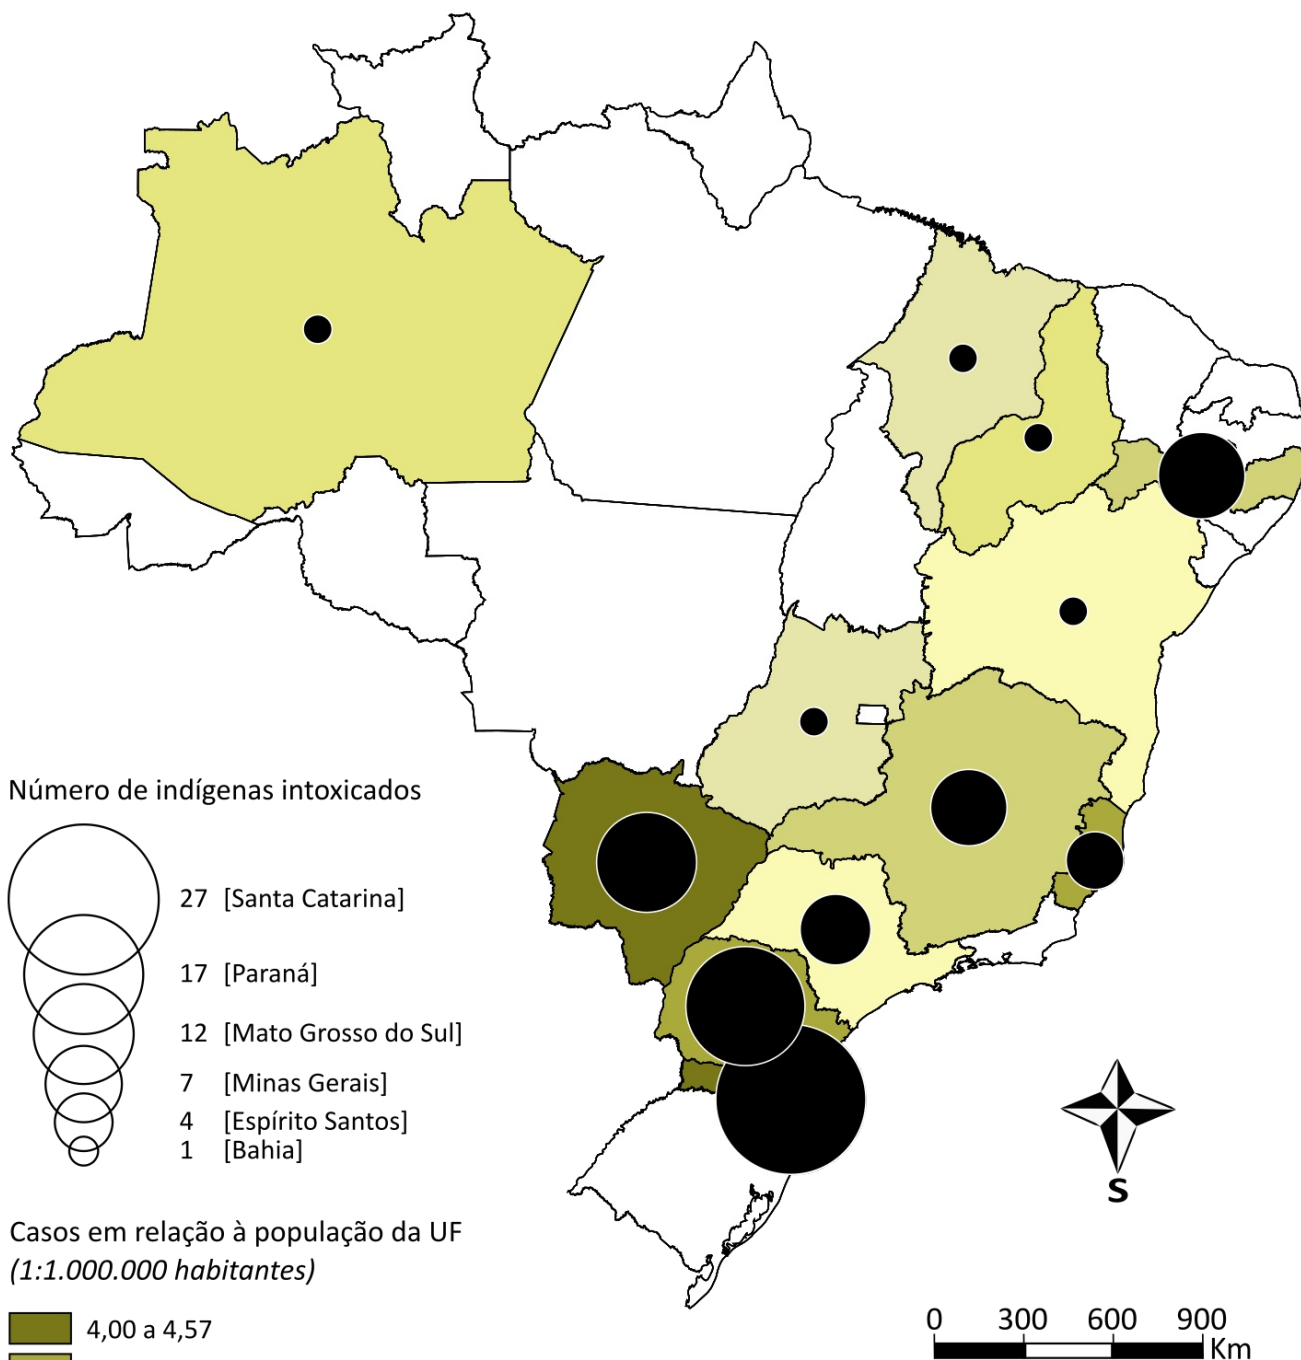 Número de indígenas intoxicados
27 [Santa Catarina]
17 [Paraná]
12 [Mato Grosso do Sul]
7 [Minas Gerais]
4 [Espírito Santos]
1 [Bahia]
S
Casos em relação à população da UF
(1:1.000.000 habitantes)
4,00 a 4,57
0 300 600 900
Km